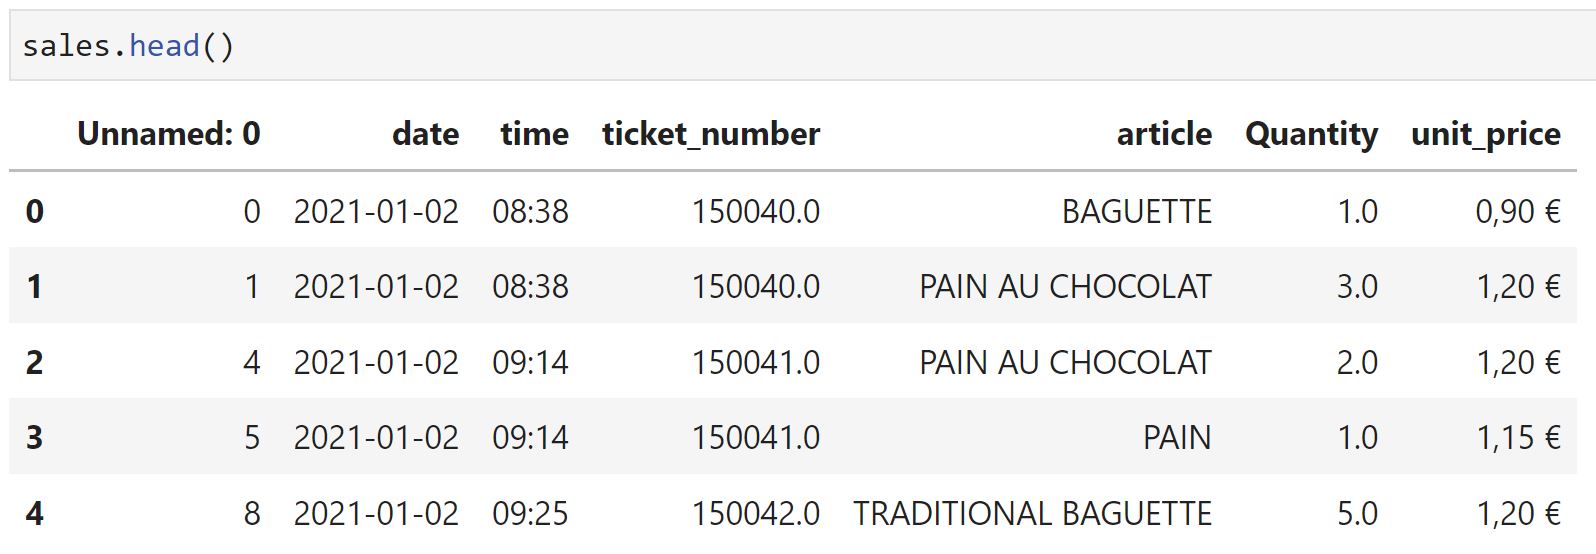 sales.head()
Unnamed: 0 date time ticket_number article Quantity unit_price
0 0 2021-01-02 08:38 150040.0 BAGUETTE 1.0 0,90 €
1 1 2021-01-02 08:38 150040.0 PAIN AU CHOCOLAT 3.0 1,20 €
2 4 2021-01-02 09:14 150041.0 PAIN AU CHOCOLAT 2.0 1,20 €
3 5 2021-01-02 09:14 150041.0 PAIN 1.0 1,15 €
4 8 2021-01-02 09:25 150042.0 TRADITIONAL BAGUETTE 5.0 1,20 €